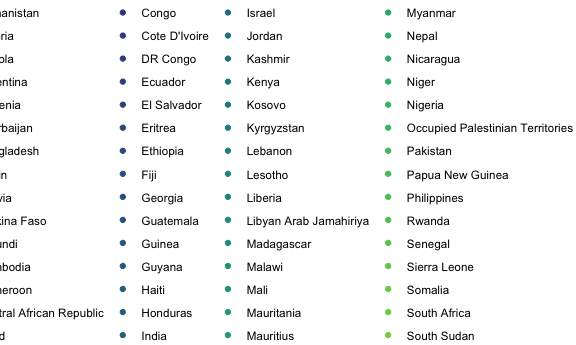 anistan
ria
ola
entina
enia
rbaijan
gladesh
in
via
kina Faso
undi
nbodia
neroon
tral African Republic
d
Congo
Cote D'Ivoire
DR Congo
Ecuador
El Salvador
Eritrea
Ethiopia
Fiji
Georgia
Guatemala
Guinea
Guyana
Haiti
Honduras
India
Israel
Jordan
Kashmir
Kenya
Kosovo
Kyrgyzstan
Lebanon
Lesotho
Liberia
Libyan Arab Jamahiriya
Madagascar
Malawi
Mali
Mauritania
Mauritius
Myanmar
Nepal
Nicaragua
Niger
Nigeria
Occupied Palestinian Territories
Pakistan
Papua New Guinea
Philippines
Rwanda
Senegal
Sierra Leone
Somalia
South Africa
South Sudan